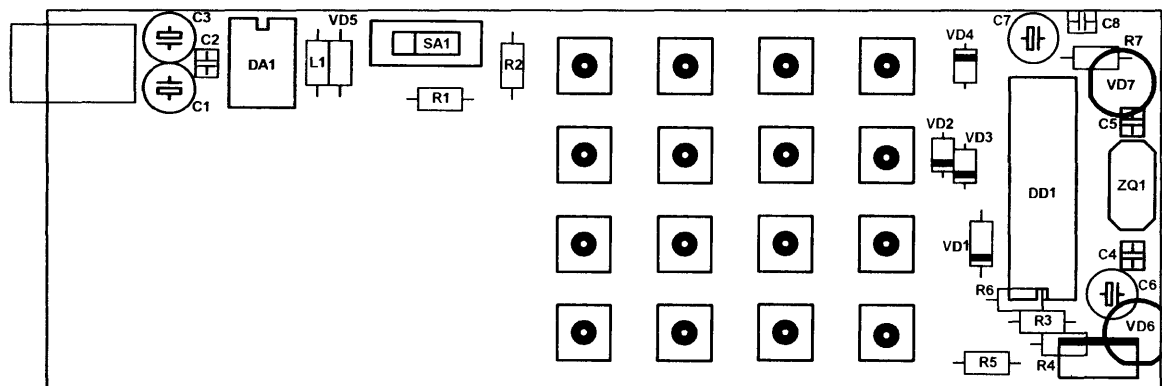 C3
C2
C1
DA1
L1
VD5
SA1
R1
R2
VD4
C7
C8
R7
VD7
C5
VD2
VD3
DD1
ZQ1
VD1
C4
C6
R6
R3
VD6
R4
R5